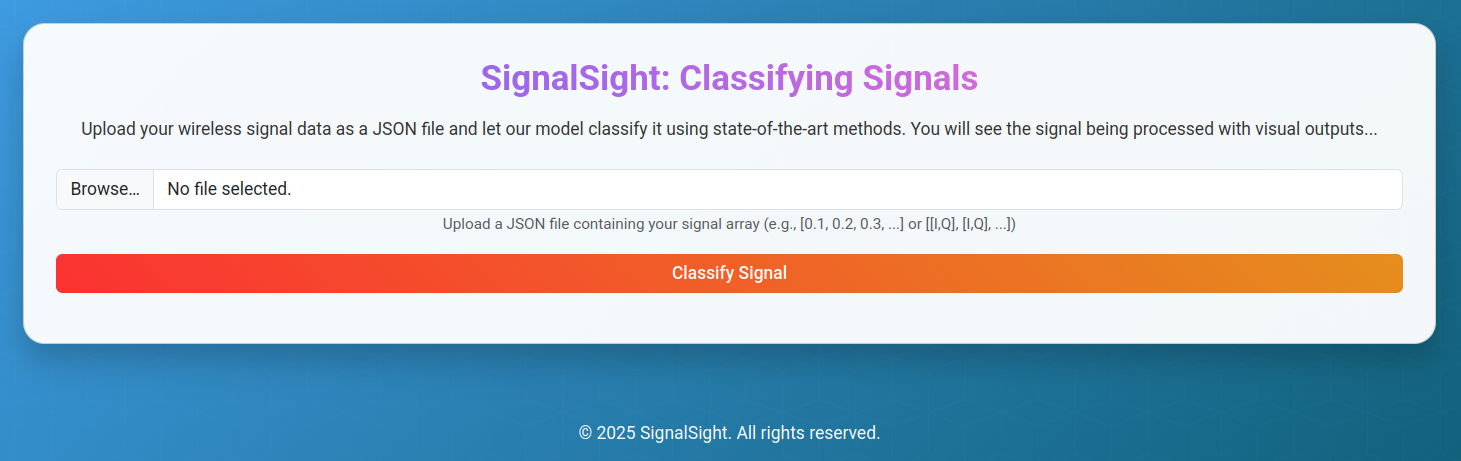 SignalSight: Classifying Signals
Upload your wireless signal data as a JSON file and let our model classify it using state-of-the-art methods. You will see the signal being processed with visual outputs...
Browse... No file selected.
Upload a JSON file containing your signal array (e.g., [0.1, 0.2, 0.3, ...] or [[I,Q], [I,Q], ...])
Classify Signal
© 2025 SignalSight. All rights reserved.